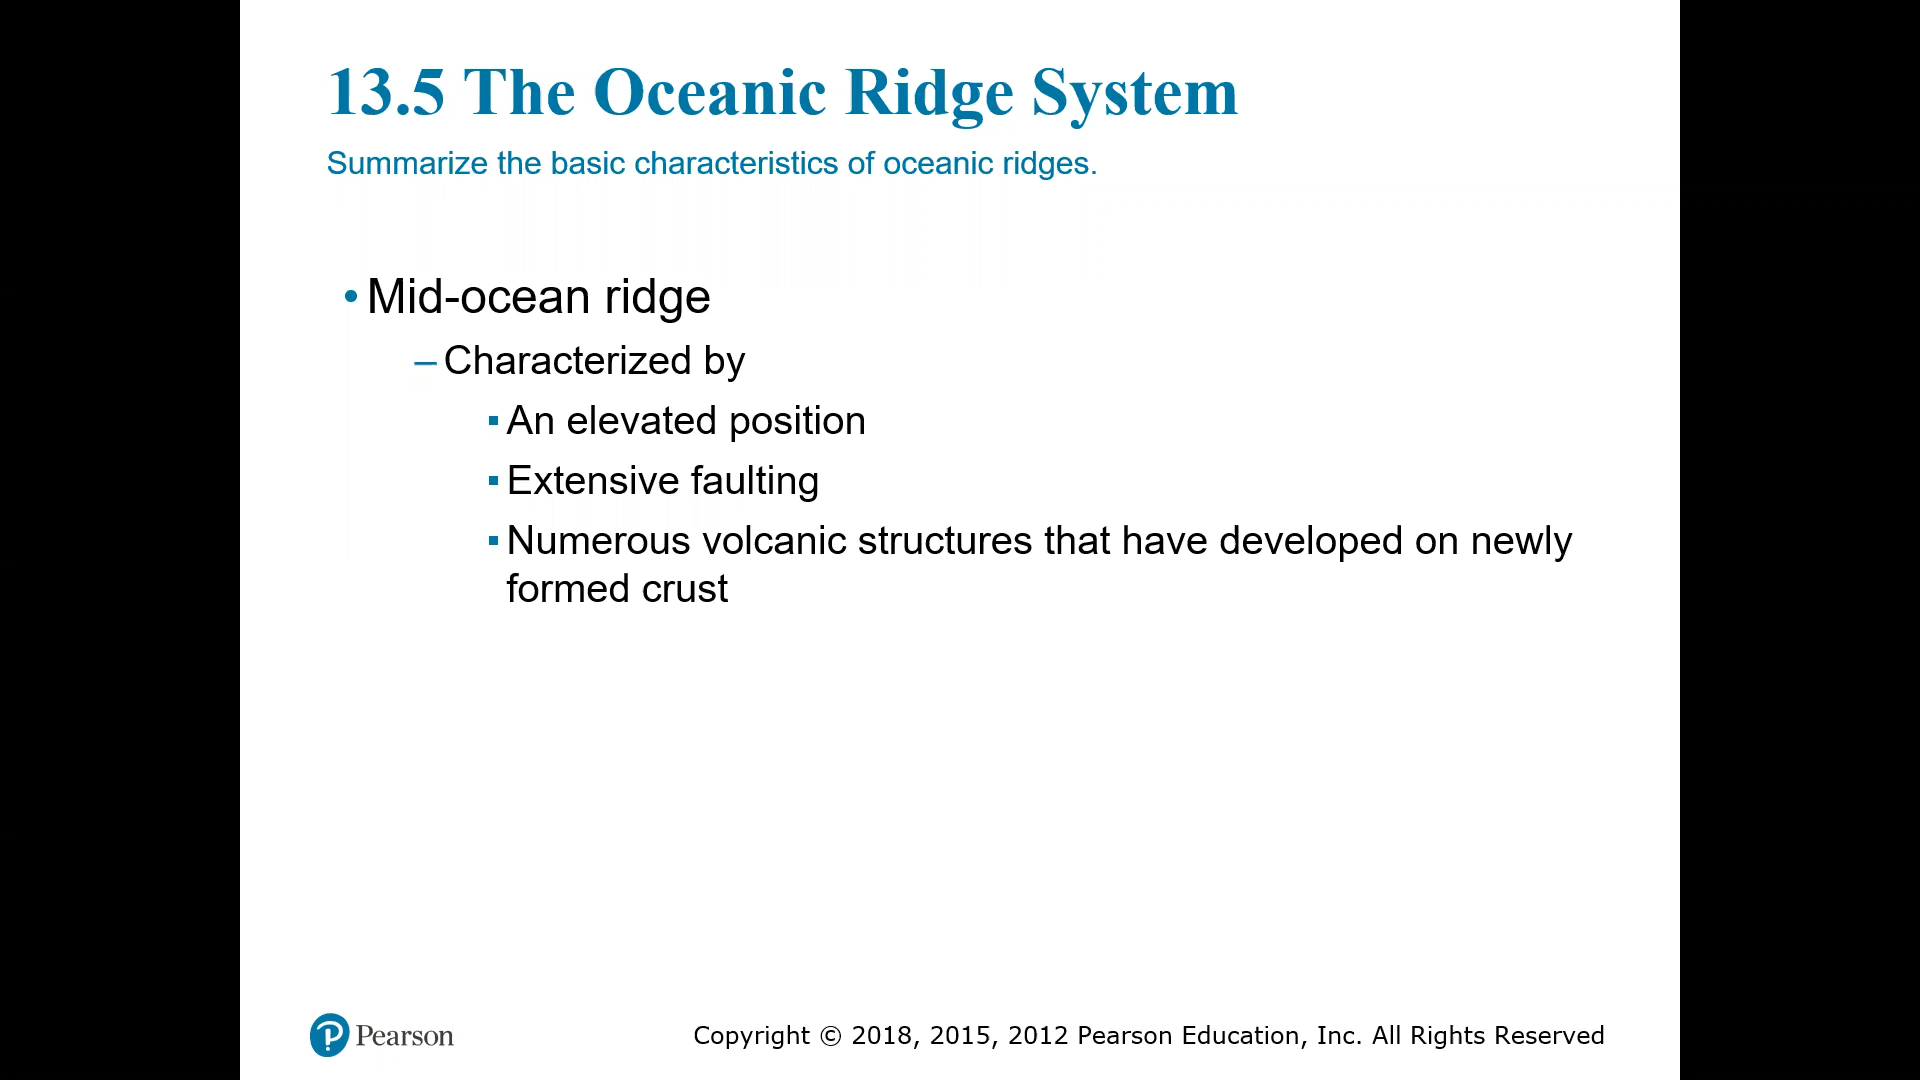 13.5 The Oceanic Ridge System
Summarize the basic characteristics of oceanic ridges.
• Mid-ocean ridge
– Characterized by
▪ An elevated position
▪ Extensive faulting
▪ Numerous volcanic structures that have developed on newly
formed crust
Pearson
Copyright © 2018, 2015, 2012 Pearson Education, Inc. All Rights Reserved